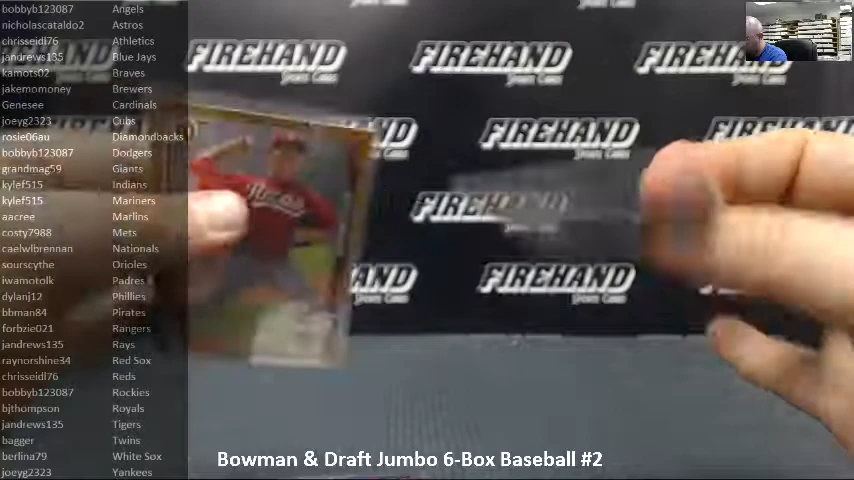 bobbyb123087 Angels
nicholascataldo2 Astros
chrisseidl76 Athletics
jandrews135 Blue Jays
kamots02 Braves
jakemomoney Brewers
Genesee Cardinals
joeyg2323 Cubs
rosie06au Diamondbacks
bobbyb123087 Dodgers
grandmag59 Giants
kylef515 Indians
kylef515 Mariners
aacree Marlins
costy7988 Mets
caelwlbrennan Nationals
sourscythe Orioles
iwamotolk Padres
dylanj12 Phillies
bbman84 Pirates
forbzie021 Rangers
jandrews135 Rays
raynorshine34 Red Sox
chrisseidl76 Reds
bobbyb123087 Rockies
bjthompson Royals
jandrews135 Tigers
bagger Twins
berlina79 White Sox
joeyg2323 Yankees
FIREHAND FIREHAND FIREHAND
SPORTS CARDS
FIREHAND
FIREHAND
FIREHAND
Bowman & Draft Jumbo 6-Box Baseball #2